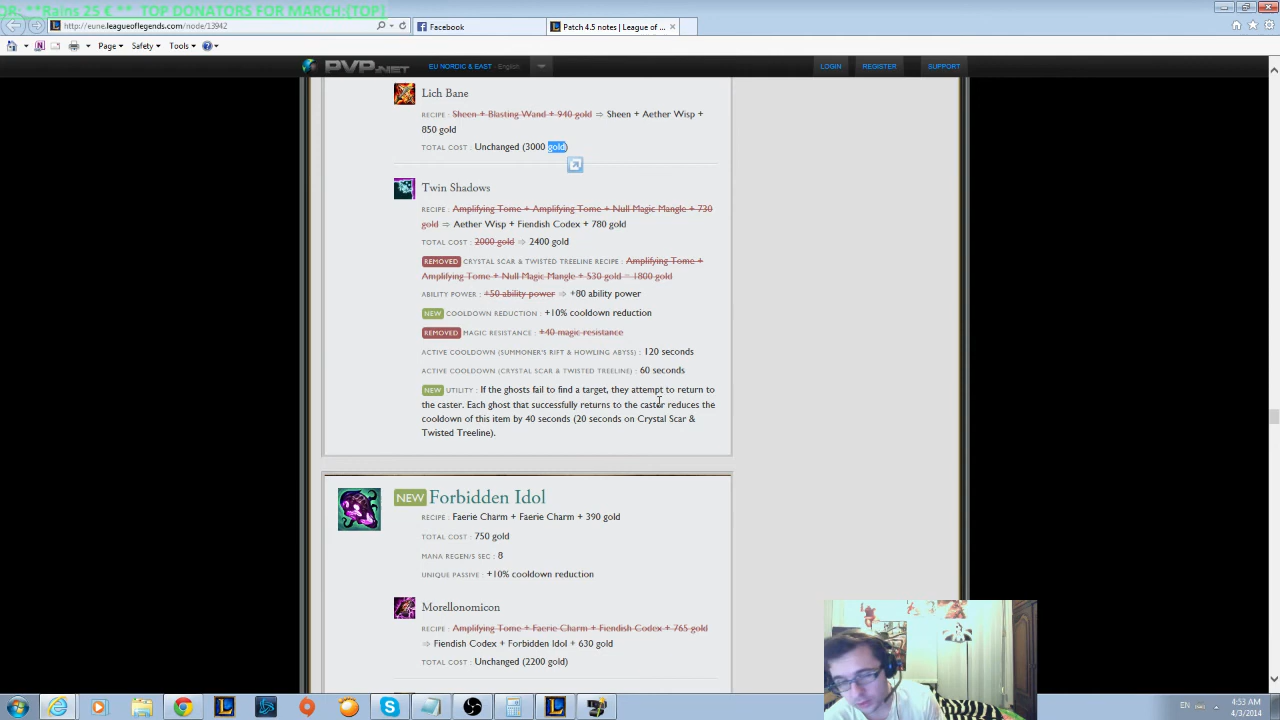 OR: **Rains 25 € ** TOP DONATORS FOR MARCH:(TOP)
http://eune.leagueoflegends.com/node/13942
Facebook
Patch 4.5 notes | League of ...
Page
Safety
Tools
PVP.NET
EU NORDIC & EAST - English
LOGIN
REGISTER
SUPPORT
Lich Bane
RECIPE : Sheen + Blasting Wand + 940 gold ⇒ Sheen + Aether Wisp +
850 gold
TOTAL COST : Unchanged (3000 gold)
Twin Shadows
RECIPE : Amplifying Tome + Amplifying Tome + Null Magic Mangle + 730
gold ⇒ Aether Wisp + Fiendish Codex + 780 gold
TOTAL COST : 2000 gold ⇒ 2400 gold
REMOVED CRYSTAL SCAR & TWISTED TREELINE RECIPE : Amplifying Tome +
Amplifying Tome + Null Magic Mangle + 530 gold = 1800 gold
ABILITY POWER : +50 ability power ⇒ +80 ability power
NEW COOLDOWN REDUCTION : +10% cooldown reduction
REMOVED MAGIC RESISTANCE : +40 magic resistance
ACTIVE COOLDOWN (SUMMONER'S RIFT & HOWLING ABYSS) : 120 seconds
ACTIVE COOLDOWN (CRYSTAL SCAR & TWISTED TREELINE) : 60 seconds
NEW UTILITY : If the ghosts fail to find a target, they attempt to return to
the caster. Each ghost that successfully returns to the caster reduces the
cooldown of this item by 40 seconds (20 seconds on Crystal Scar &
Twisted Treeline).
NEW Forbidden Idol
RECIPE : Faerie Charm + Faerie Charm + 390 gold
TOTAL COST : 750 gold
MANA REGEN/5 SEC : 8
UNIQUE PASSIVE : +10% cooldown reduction
Morellonomicon
RECIPE : Amplifying Tome + Faerie Charm + Fiendish Codex + 765 gold
⇒ Fiendish Codex + Forbidden Idol + 630 gold
TOTAL COST : Unchanged (2200 gold)
EN
4:53 AM
4/3/2014